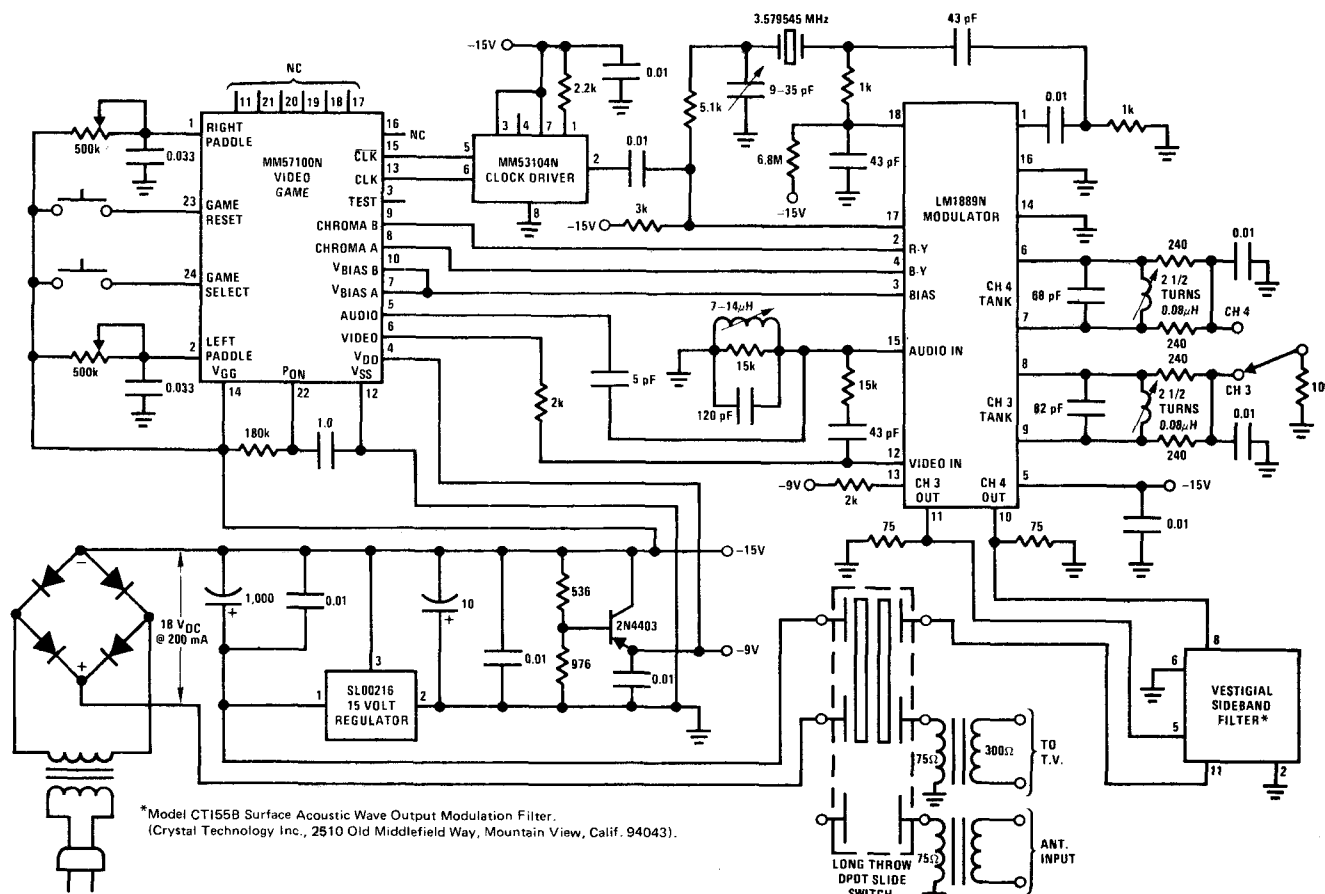 −15V
0.01
2.2k
3
4
7
1
5
6
MM53104N
CLOCK DRIVER
2
8
0.01
5.1k
−15V
3k
3.579545 MHz
9–35 pF
43 pF
1k
6.8M
−15V
43 pF
0.01
1k
NC
11
21
20
19
18
17
500k
0.033
1
RIGHT
PADDLE
MM57100N
VIDEO
GAME
16
NC
15
CLK
13
CLK
3
TEST
9
CHROMA B
8
CHROMA A
10
VBIAS B
7
VBIAS A
5
AUDIO
6
VIDEO
4
VDD
23
GAME
RESET
24
GAME
SELECT
2
LEFT
PADDLE
500k
0.033
VGG
14
PON
22
VSS
12
180k
1.0
7–14µH
15k
120 pF
5 pF
2k
15k
43 pF
−9V
2k
LM1889N
MODULATOR
18
17
2
R-Y
4
B-Y
3
BIAS
15
AUDIO IN
12
VIDEO IN
13
CH 3
OUT
11
CH 4
OUT
10
1
16
14
6
CH 4
TANK
7
8
CH 3
TANK
9
5
−15V
0.01
68 pF
240
2 1/2
TURNS
0.08µH
240
0.01
CH 4
82 pF
240
2 1/2
TURNS
0.08µH
240
CH 3
0.01
75
75
−
+
18 VDC
@ 200 mA
1,000
+
0.01
3
1
SL00216
15 VOLT
REGULATOR
2
10
+
0.01
536
976
2N4403
0.01
−15V
−9V
75Ω
300Ω
TO
T.V.
75Ω
ANT.
INPUT
LONG THROW
DPDT SLIDE
SWITCH
8
6
5
VESTIGIAL
SIDEBAND
FILTER*
11
2
*Model CTI55B Surface Acoustic Wave Output Modulation Filter.
(Crystal Technology Inc., 2510 Old Middlefield Way, Mountain View, Calif. 94043).